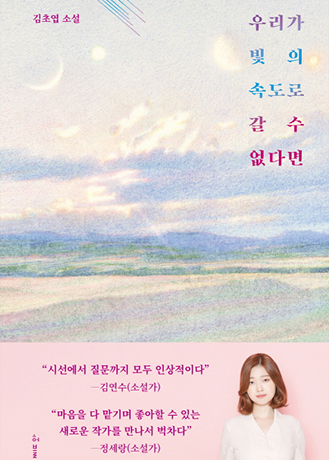 김초엽 소설
우리가
빛의
속도로
갈 수
없다면
“시선에서 질문까지 모두 인상적이다”
—김연수(소설가)
“마음을 다 맡기며 좋아할 수 있는
새로운 작가를 만나서 벅차다”
—정세랑(소설가)
허블